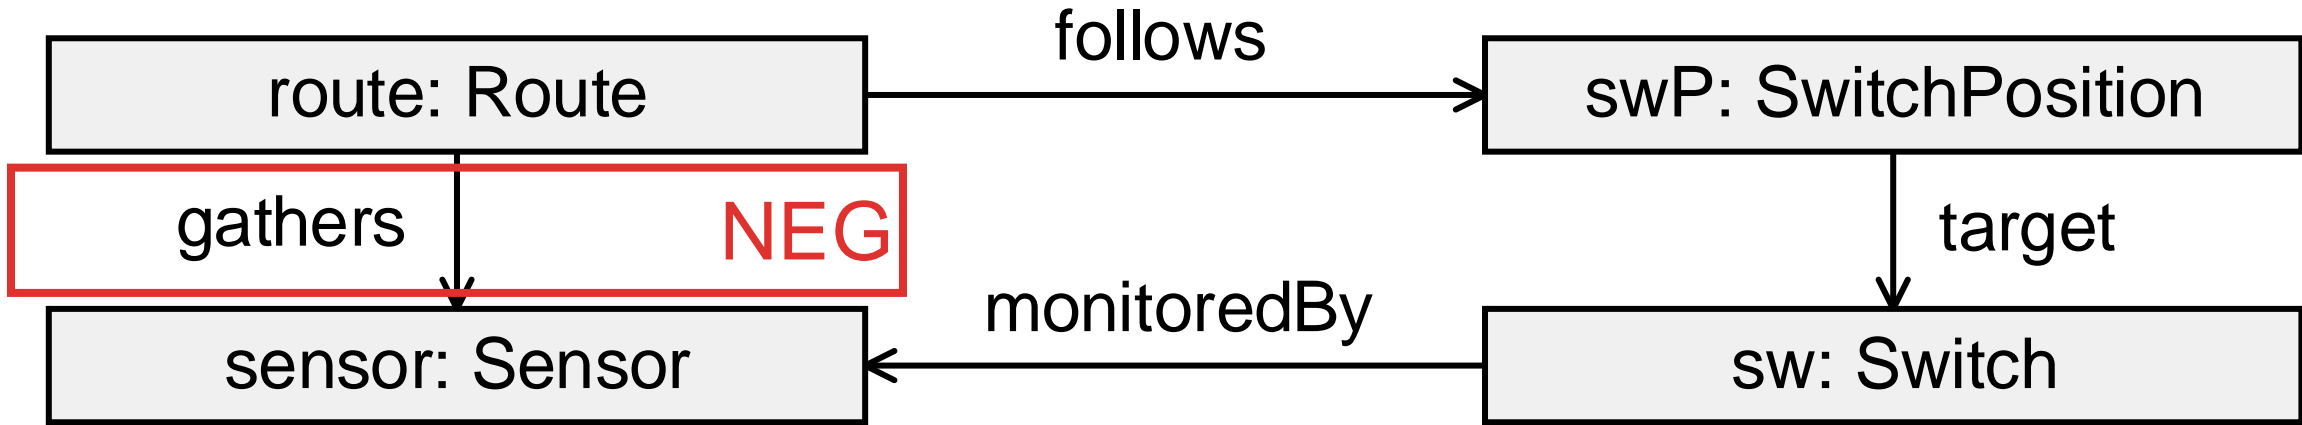 follows
route: Route
swP: SwitchPosition
gathers
NEG
target
monitoredBy
sensor: Sensor
sw: Switch